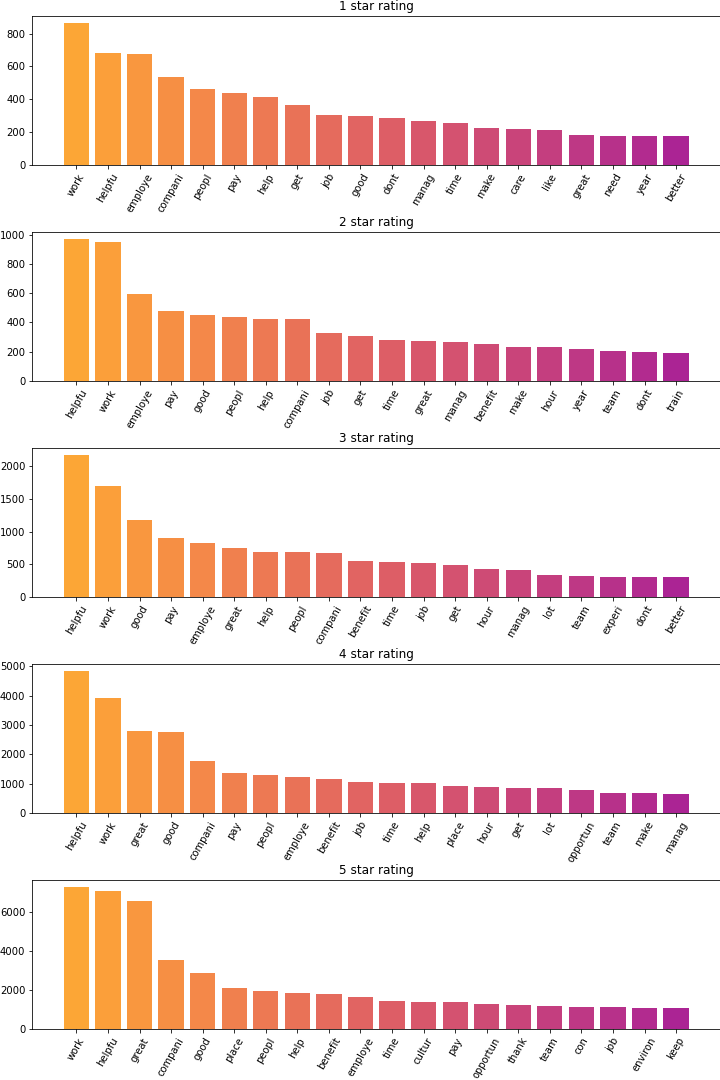 1 star rating
800
600
400
200
0
work helpfu employe compani peopl pay help get job good dont manag time make care like great need year better
2 star rating
1000
800
600
400
200
0
helpfu work employe pay good peopl help compani job get time great manag benefit make hour year team dont train
3 star rating
2000
1500
1000
500
0
helpfu work good pay employe great help peopl compani benefit time job get hour manag lot team experi dont better
4 star rating
5000
4000
3000
2000
1000
0
helpfu work great good compani pay peopl employe benefit job time help place hour get lot opportun team make manag
5 star rating
6000
4000
2000
0
work helpfu great compani good place peopl help benefit employe time cultur pay opportun thank team con job environ keep